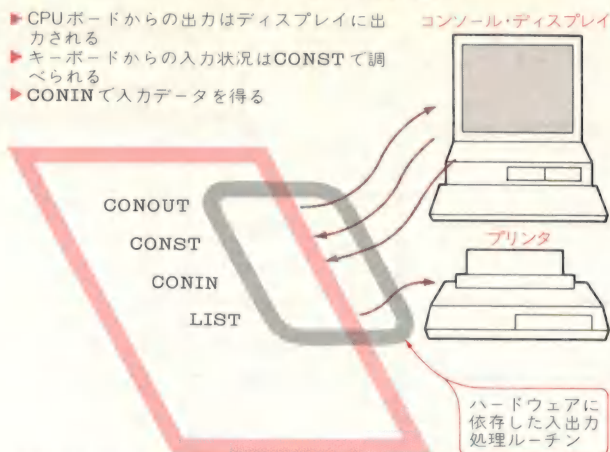 ▶CPUボードからの出力はディスプレイに出
力される
▶キーボードからの入力状況はCONSTで調
べられる
▶CONINで入力データを得る
コンソール・ディスプレイ
CONOUT
CONST
CONIN
LIST
プリンタ
ハードウェアに
依存した入出力
処理ルーチン